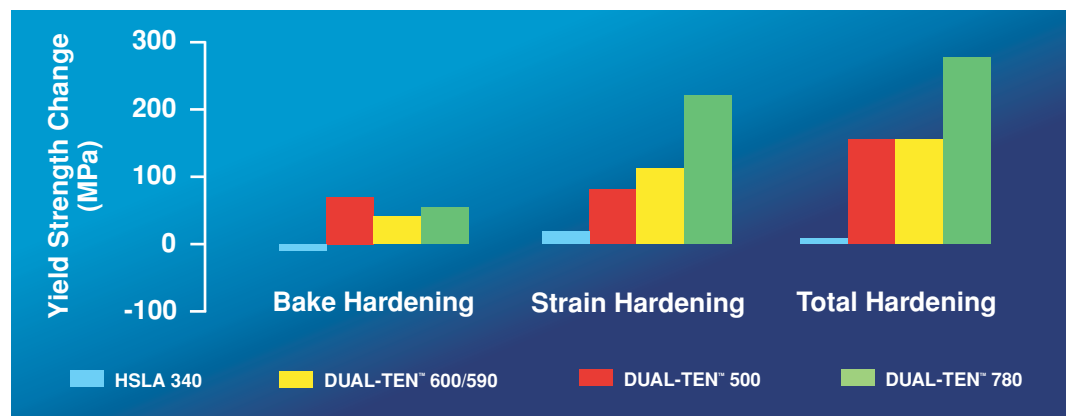 Yield Strength Change
(MPa)
300
200
100
0
-100
Bake Hardening
Strain Hardening
Total Hardening
HSLA 340
DUAL-TEN™ 600/590
DUAL-TEN™ 500
DUAL-TEN™ 780